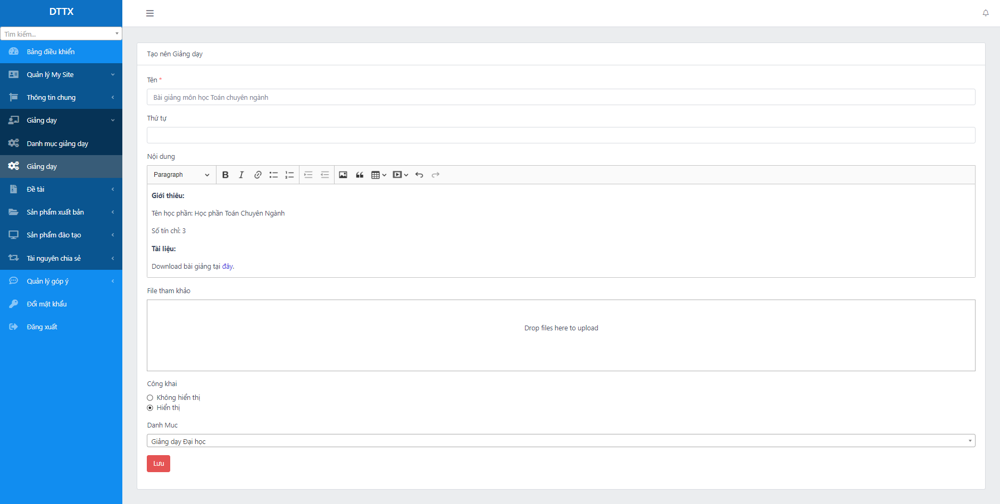 DTTX
Tìm kiếm...
Bảng điều khiển
Quản lý My Site
Thông tin chung
Giảng dạy
Danh mục giảng dạy
Giảng dạy
Đề tài
Sản phẩm xuất bản
Sản phẩm đào tạo
Tài nguyên chia sẻ
Quản lý góp ý
Đổi mật khẩu
Đăng xuất
Tạo nên Giảng dạy
Tên *
Bài giảng môn học Toán chuyên ngành
Thứ tự
Nội dung
Paragraph
Giới thiêu:
Tên học phần: Học phần Toán Chuyên Ngành
Số tín chỉ: 3
Tài liệu:
Download bài giảng tại đây.
File tham khảo
Drop files here to upload
Công khai
Không hiển thị
Hiển thị
Danh Muc
Giảng dạy Đại học
Lưu